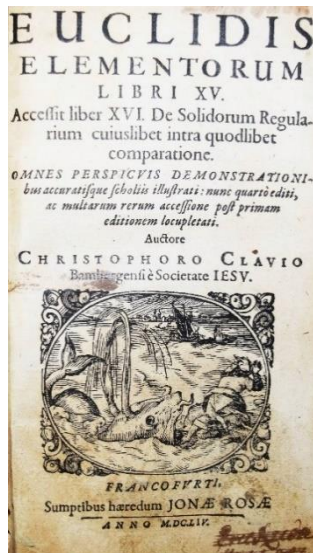 EUCLIDIS
ELEMENTORUM
LIBRI XV.
Accessit liber XVI. De Solidorum Regula-
rium cuiuslibet intra quodlibet
comparatione.
OMNES PERSPICVIS DEMONSTRATIONI-
bus accuratisque scholiis illustrati: nunc quartò editi,
ac multarum rerum accessione post primam
editionem locupletati.
Auctore
CHRISTOPHORO CLAVIO
Bambergensi è Societate IESV.
FRANCOFVRTI,
Sumptibus hæredum JONÆ ROSÆ
ANNO M.DC.LIV.